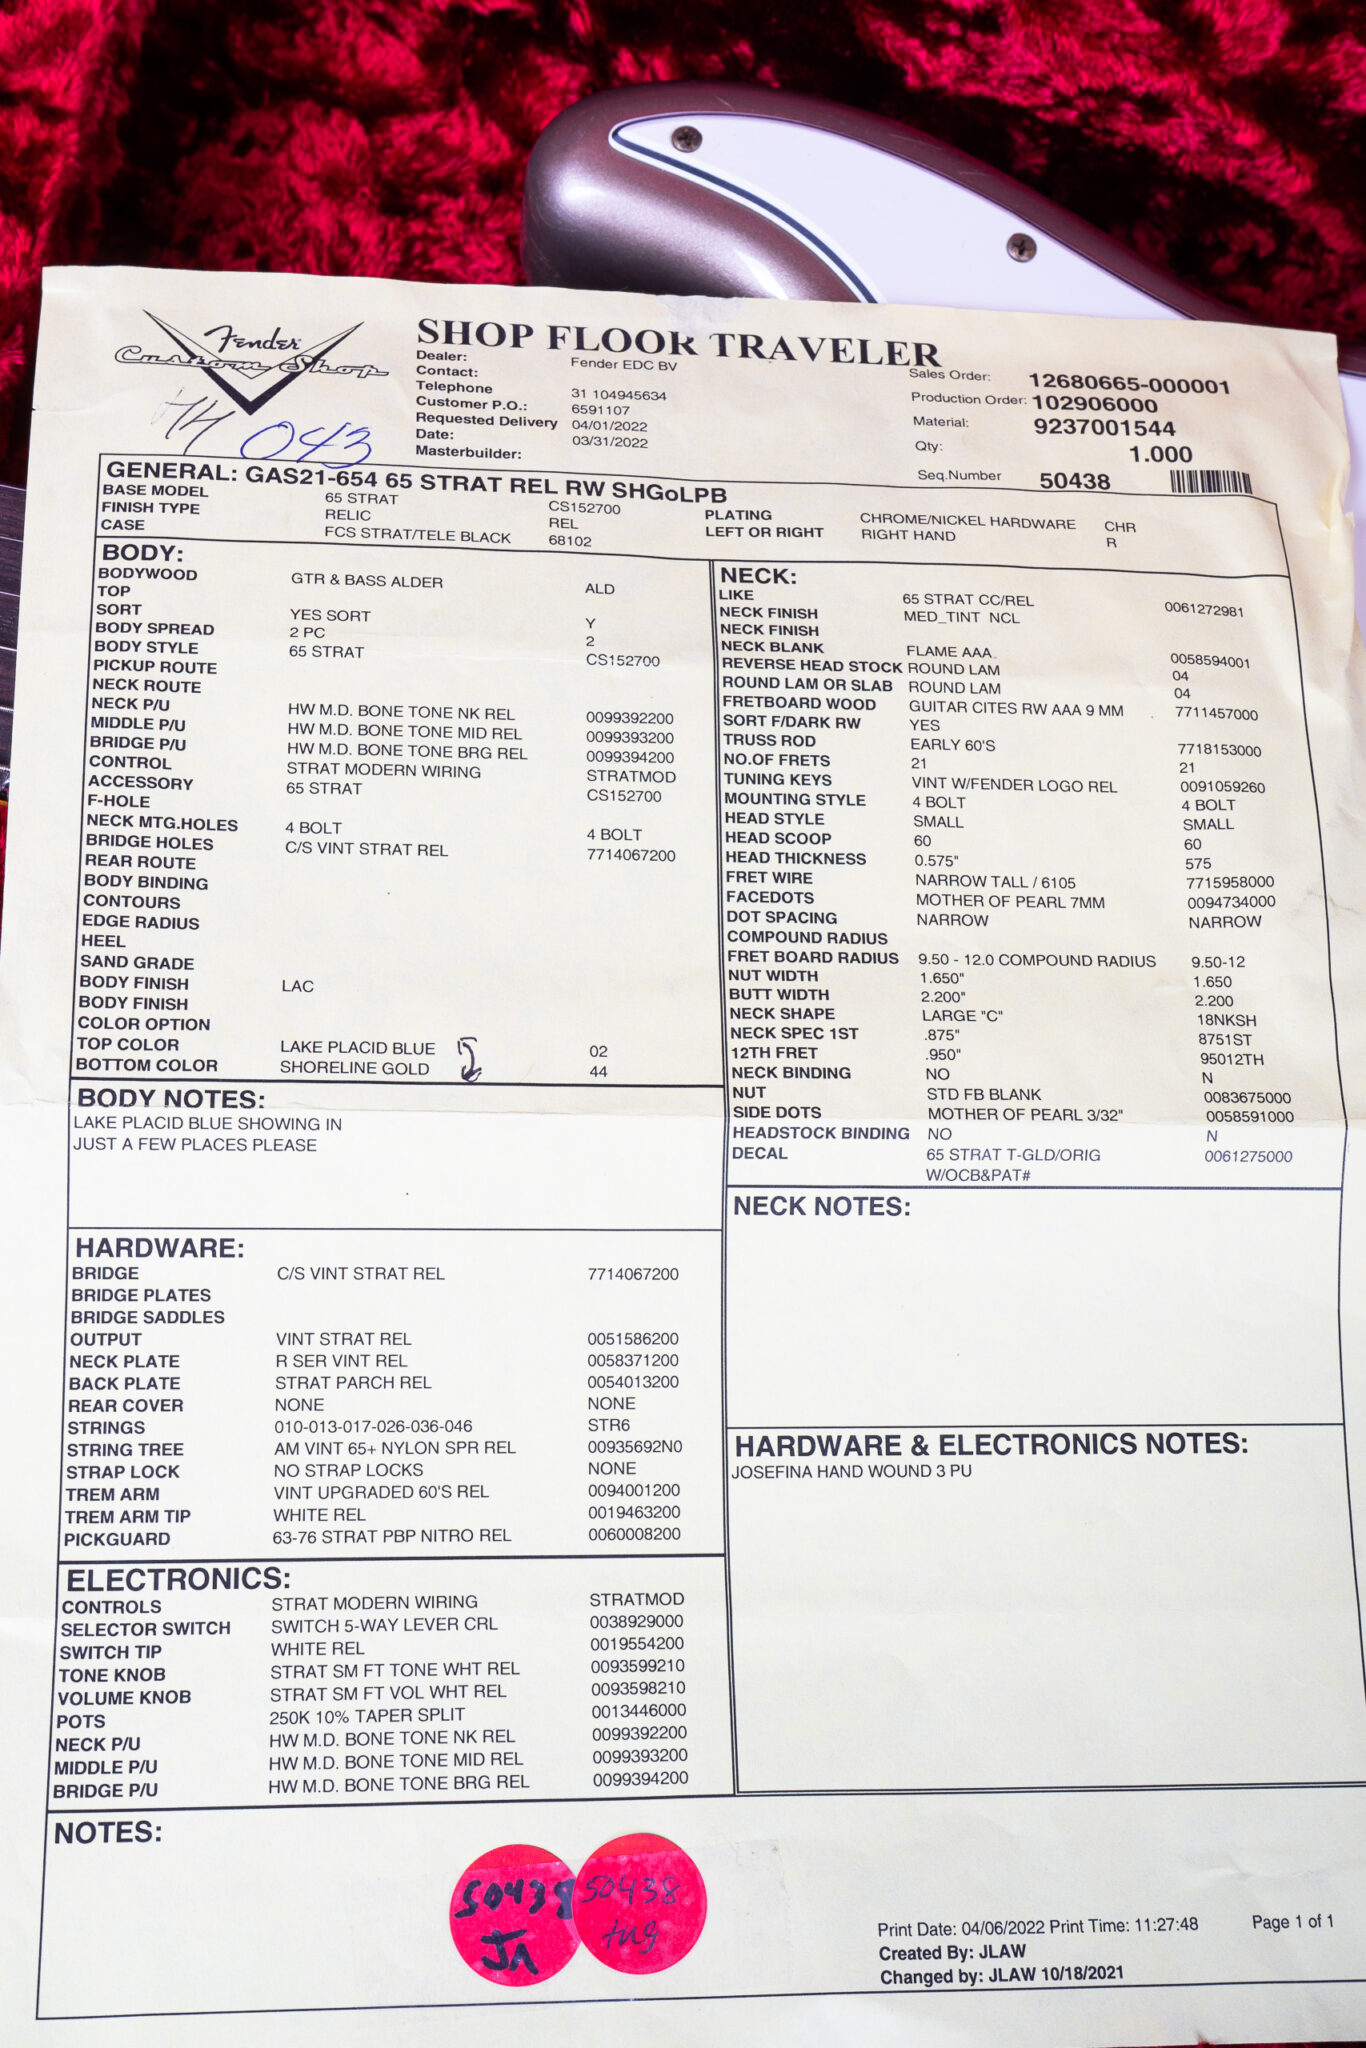 Fender
Custom Shop
043
SHOP FLOOR TRAVELER
Dealer: Fender EDC BV
Contact:
Telephone 31 104945634
Customer P.O.: 6591107
Requested Delivery 04/01/2022
Date: 03/31/2022
Masterbuilder:
Sales Order: 12680665-000001
Production Order: 102906000
Material: 9237001544
Qty: 1.000
Seq.Number 50438
GENERAL: GAS21-654 65 STRAT REL RW SHGoLPB
BASE MODEL 65 STRAT CS152700
FINISH TYPE RELIC REL
CASE FCS STRAT/TELE BLACK 68102
PLATING CHROME/NICKEL HARDWARE CHR
LEFT OR RIGHT RIGHT HAND R
BODY:
BODYWOOD GTR & BASS ALDER ALD
TOP
SORT YES SORT Y
BODY SPREAD 2 PC 2
BODY STYLE 65 STRAT CS152700
PICKUP ROUTE
NECK ROUTE
NECK P/U HW M.D. BONE TONE NK REL 0099392200
MIDDLE P/U HW M.D. BONE TONE MID REL 0099393200
BRIDGE P/U HW M.D. BONE TONE BRG REL 0099394200
CONTROL STRAT MODERN WIRING STRATMOD
ACCESSORY 65 STRAT CS152700
F-HOLE
NECK MTG.HOLES 4 BOLT 4 BOLT
BRIDGE HOLES C/S VINT STRAT REL 7714067200
REAR ROUTE
BODY BINDING
CONTOURS
EDGE RADIUS
HEEL
SAND GRADE
BODY FINISH LAC
BODY FINISH
COLOR OPTION
TOP COLOR LAKE PLACID BLUE 02
BOTTOM COLOR SHORELINE GOLD 44
BODY NOTES:
LAKE PLACID BLUE SHOWING IN
JUST A FEW PLACES PLEASE
HARDWARE:
BRIDGE C/S VINT STRAT REL 7714067200
BRIDGE PLATES
BRIDGE SADDLES
OUTPUT VINT STRAT REL 0051586200
NECK PLATE R SER VINT REL 0058371200
BACK PLATE STRAT PARCH REL 0054013200
REAR COVER NONE NONE
STRINGS 010-013-017-026-036-046 STR6
STRING TREE AM VINT 65+ NYLON SPR REL 00935692N0
STRAP LOCK NO STRAP LOCKS NONE
TREM ARM VINT UPGRADED 60'S REL 0094001200
TREM ARM TIP WHITE REL 0019463200
PICKGUARD 63-76 STRAT PBP NITRO REL 0060008200
ELECTRONICS:
CONTROLS STRAT MODERN WIRING STRATMOD
SELECTOR SWITCH SWITCH 5-WAY LEVER CRL 0038929000
SWITCH TIP WHITE REL 0019554200
TONE KNOB STRAT SM FT TONE WHT REL 0093599210
VOLUME KNOB STRAT SM FT VOL WHT REL 0093598210
POTS 250K 10% TAPER SPLIT 0013446000
NECK P/U HW M.D. BONE TONE NK REL 0099392200
MIDDLE P/U HW M.D. BONE TONE MID REL 0099393200
BRIDGE P/U HW M.D. BONE TONE BRG REL 0099394200
NECK:
LIKE 65 STRAT CC/REL 0061272981
NECK FINISH MED_TINT NCL
NECK FINISH
NECK BLANK FLAME AAA 0058594001
REVERSE HEAD STOCK ROUND LAM 04
ROUND LAM OR SLAB ROUND LAM 04
FRETBOARD WOOD GUITAR CITES RW AAA 9 MM 7711457000
SORT F/DARK RW YES
TRUSS ROD EARLY 60'S 7718153000
NO.OF FRETS 21 21
TUNING KEYS VINT W/FENDER LOGO REL 0091059260
MOUNTING STYLE 4 BOLT 4 BOLT
HEAD STYLE SMALL SMALL
HEAD SCOOP 60 60
HEAD THICKNESS 0.575" 575
FRET WIRE NARROW TALL / 6105 7715958000
FACEDOTS MOTHER OF PEARL 7MM 0094734000
DOT SPACING NARROW NARROW
COMPOUND RADIUS
FRET BOARD RADIUS 9.50 - 12.0 COMPOUND RADIUS 9.50-12
NUT WIDTH 1.650" 1.650
BUTT WIDTH 2.200" 2.200
NECK SHAPE LARGE "C" 18NKSH
NECK SPEC 1ST .875" 8751ST
12TH FRET .950" 95012TH
NECK BINDING NO N
NUT STD FB BLANK 0083675000
SIDE DOTS MOTHER OF PEARL 3/32" 0058591000
HEADSTOCK BINDING NO N
DECAL 65 STRAT T-GLD/ORIG 0061275000
W/OCB&PAT#
NECK NOTES:
HARDWARE & ELECTRONICS NOTES:
JOSEFINA HAND WOUND 3 PU
NOTES:
50438
50438
Print Date: 04/06/2022 Print Time: 11:27:48 Page 1 of 1
Created By: JLAW
Changed by: JLAW 10/18/2021